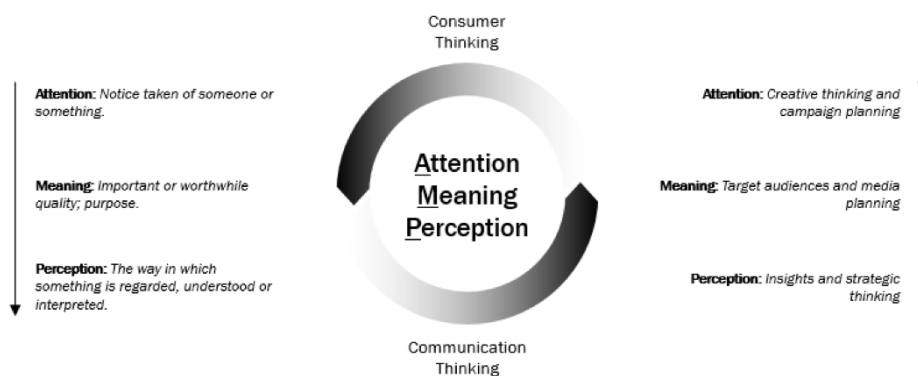 Consumer
Thinking
Attention: Notice taken of someone or
something.
Meaning: Important or worthwhile
quality; purpose.
Perception: The way in which
something is regarded, understood or
interpreted.
Attention
Meaning
Perception
Attention: Creative thinking and
campaign planning
Meaning: Target audiences and media
planning
Perception: Insights and strategic
thinking
Communication
Thinking